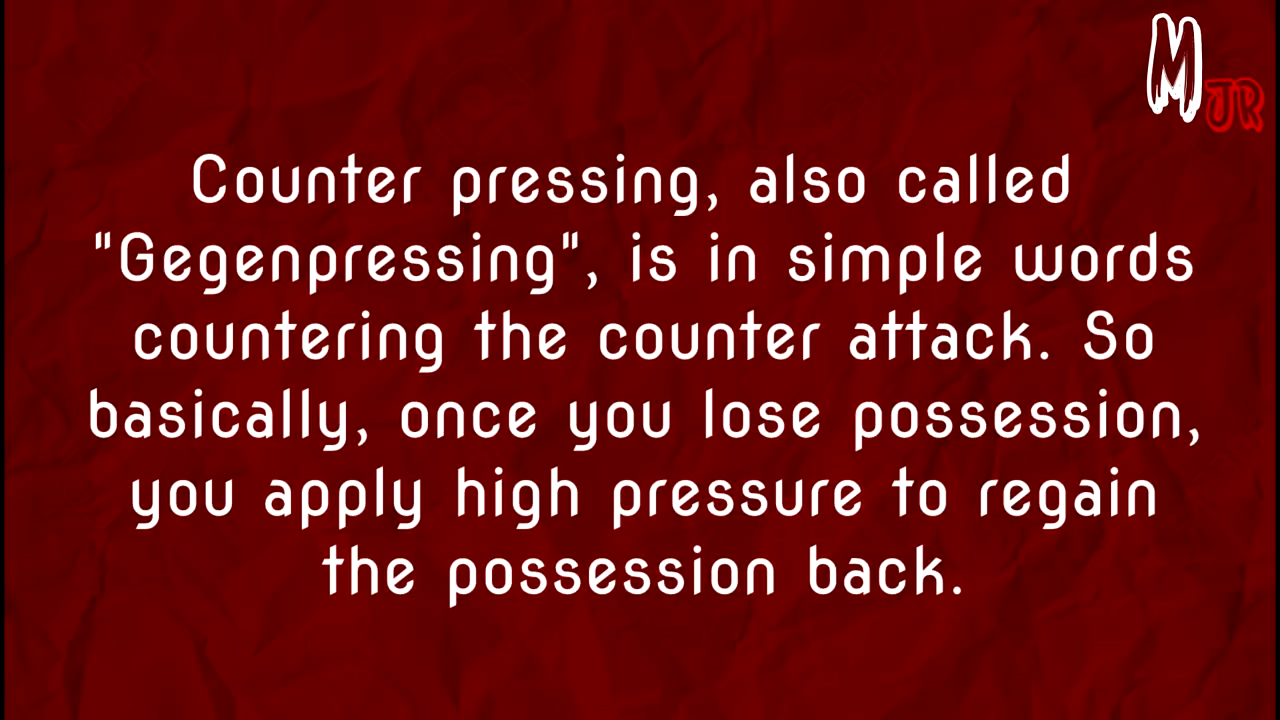 M
JR
Counter pressing, also called
"Gegenpressing", is in simple words
countering the counter attack. So
basically, once you lose possession,
you apply high pressure to regain
the possession back.